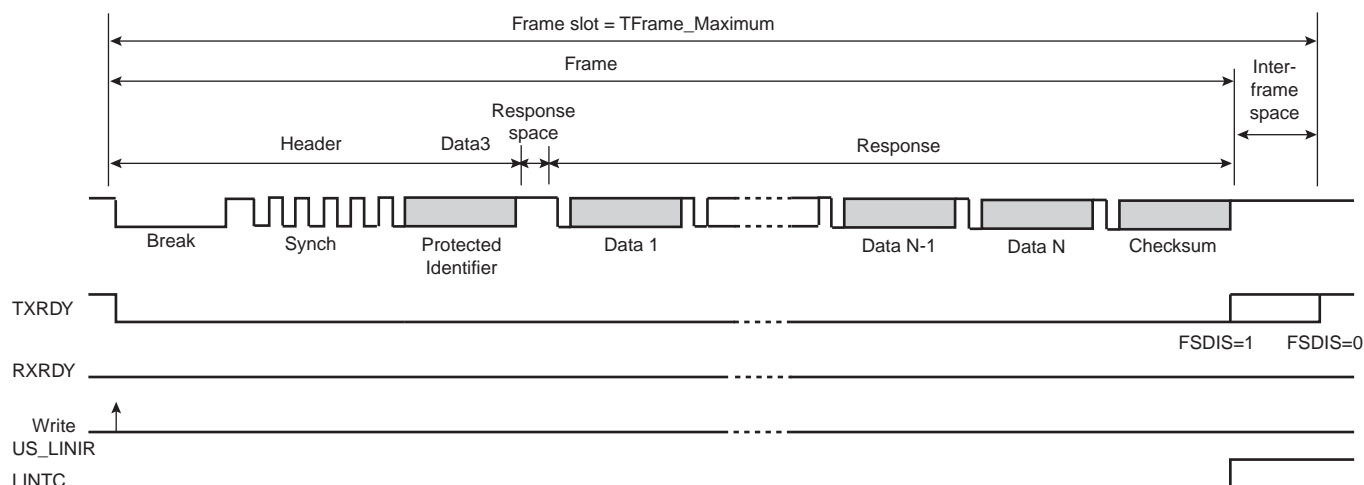 Frame slot = TFrame_Maximum
Frame
Inter-
frame
space
Response
space
Header
Data3
Response
Break
Synch
Protected
Identifier
Data 1
Data N-1
Data N
Checksum
TXRDY
FSDIS=1
FSDIS=0
RXRDY
Write
US_LINIR
LINTC